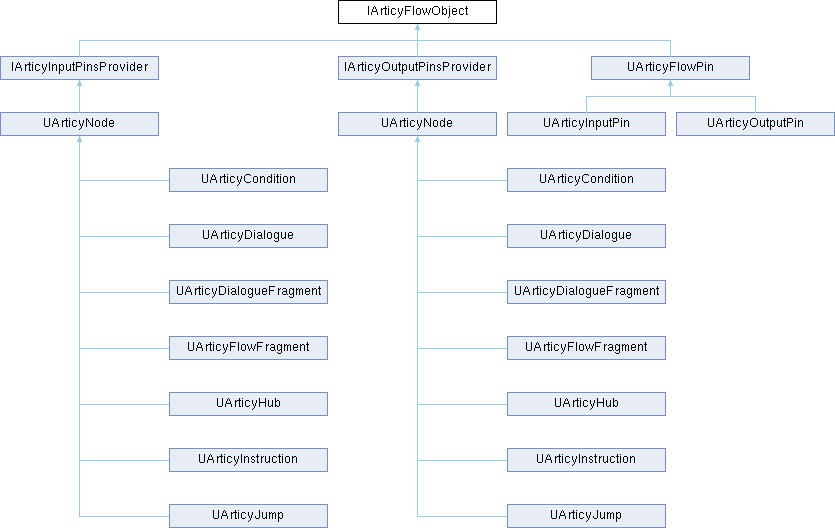 IArticyFlowObject
IArticyInputPinsProvider
IArticyOutputPinsProvider
UArticyFlowPin
UArticyNode
UArticyNode
UArticyInputPin
UArticyOutputPin
UArticyCondition
UArticyCondition
UArticyDialogue
UArticyDialogue
UArticyDialogueFragment
UArticyDialogueFragment
UArticyFlowFragment
UArticyFlowFragment
UArticyHub
UArticyHub
UArticyInstruction
UArticyInstruction
UArticyJump
UArticyJump